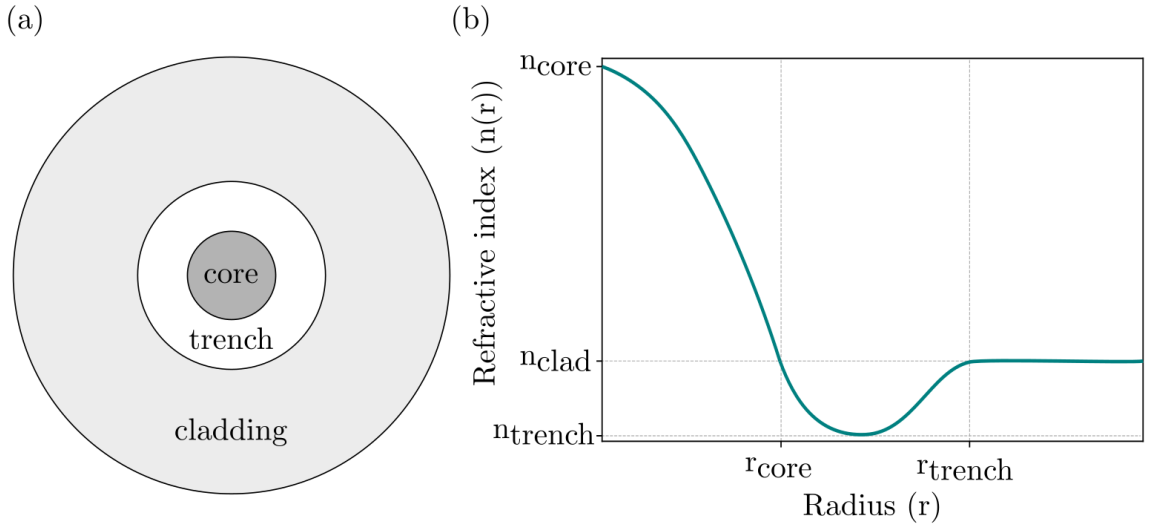 (a)
core
trench
cladding
(b)
Refractive index (n(r))
ncore
nclad
ntrench
rcore
rtrench
Radius (r)